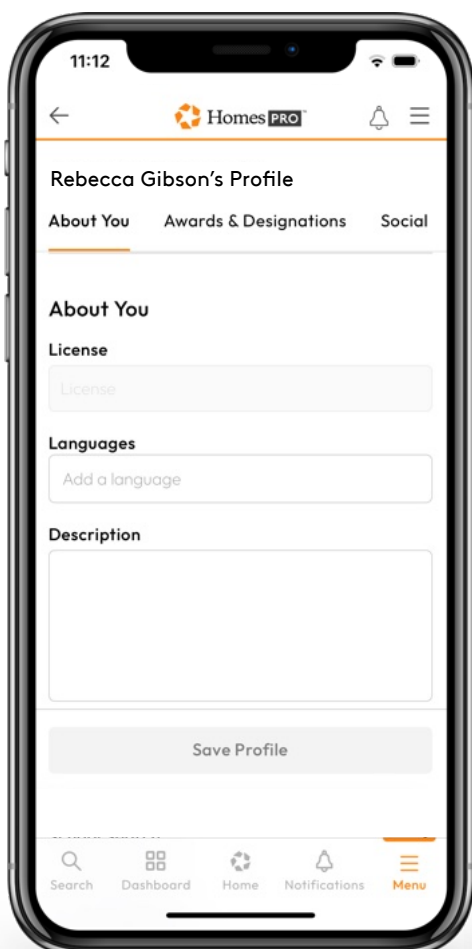 11:12
Homes PRO™
Rebecca Gibson's Profile
About You Awards & Designations Social
About You
License
License
Languages
Add a language
Description
Save Profile
Search Dashboard Home Notifications Menu